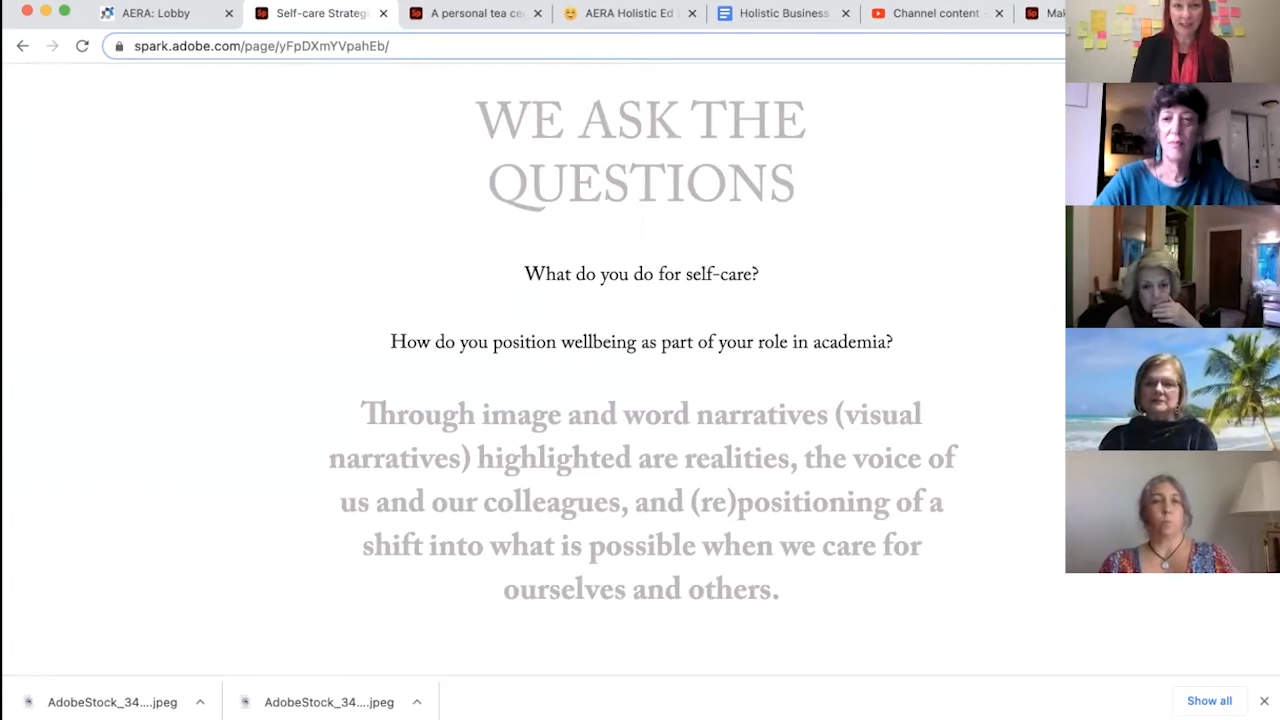 AERA: Lobby
Self-care Strateg
A personal tea ce
AERA Holistic Ed
Holistic Business
Channel content -
Mak
spark.adobe.com/page/yFpDXmYVpahEb/
WE ASK THE
QUESTIONS
What do you do for self-care?
How do you position wellbeing as part of your role in academia?
Through image and word narratives (visual
narratives) highlighted are realities, the voice of
us and our colleagues, and (re)positioning of a
shift into what is possible when we care for
ourselves and others.
AdobeStock_34....jpeg
AdobeStock_34....jpeg
Show all